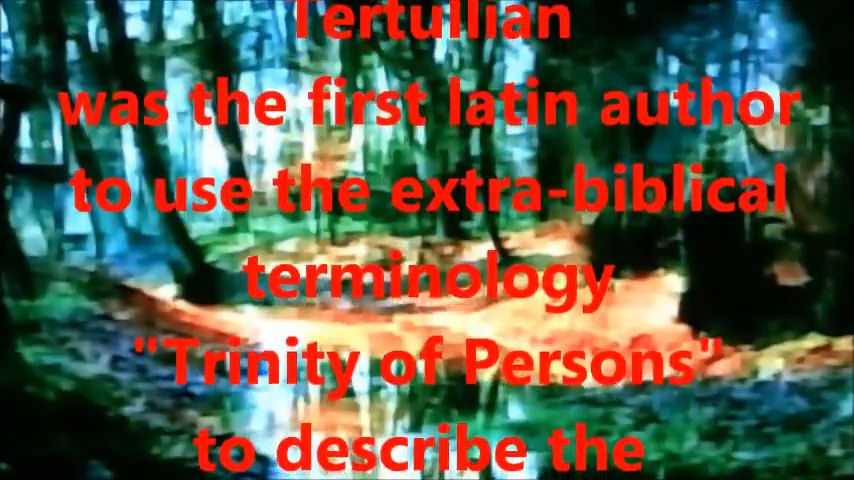 Tertullian
was the first latin author
to use the extra-biblical
terminology
"Trinity of Persons"
to describe the